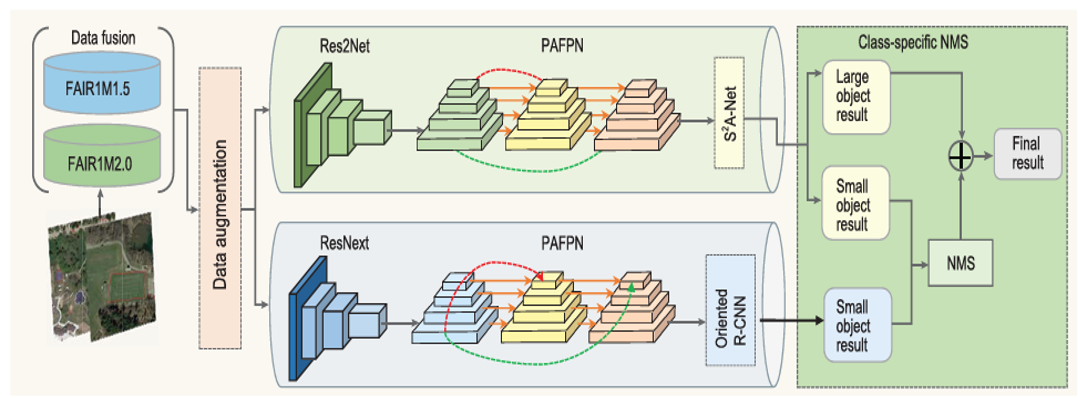 Data fusion
FAIR1M1.5
FAIR1M2.0
Data augmentation
Res2Net
PAFPN
S²A-Net
ResNext
PAFPN
Oriented
R-CNN
Class-specific NMS
Large
object
result
Small
object
result
Small
object
result
NMS
Final
result